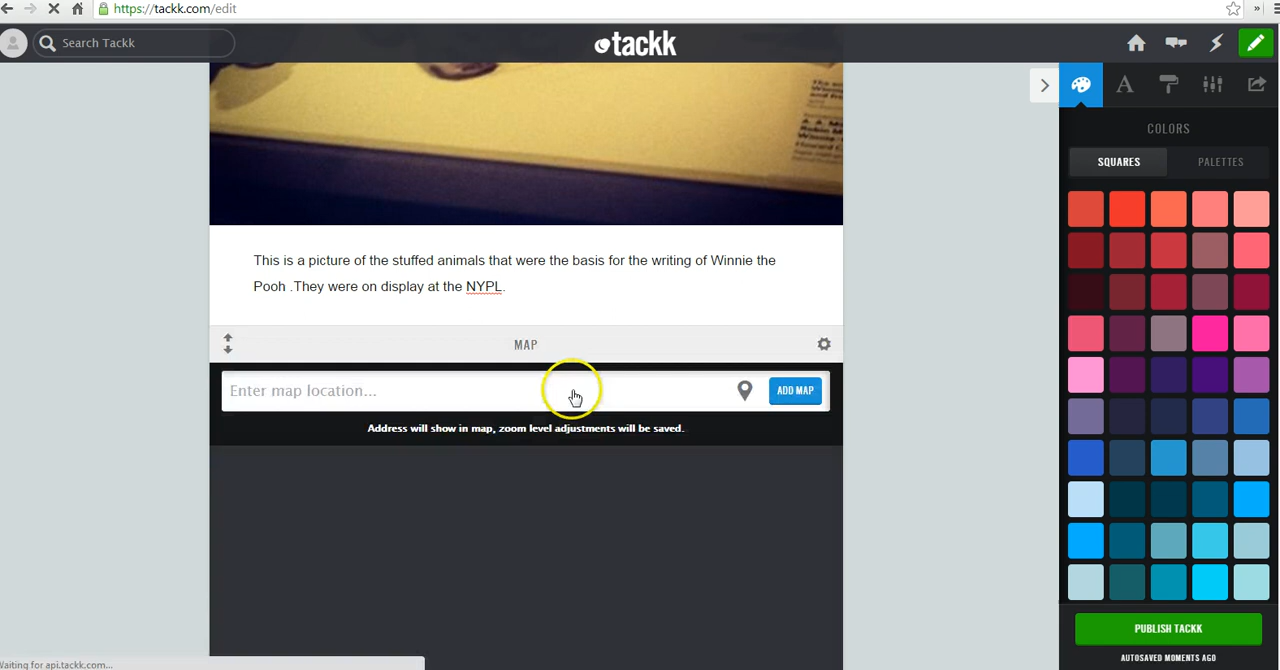 https://tackk.com/edit
»
Search Tackk
tackk
COLORS
SQUARES
PALETTES
This is a picture of the stuffed animals that were the basis for the writing of Winnie the
Pooh .They were on display at the NYPL.
MAP
Enter map location...
ADD MAP
Address will show in map, zoom level adjustments will be saved.
PUBLISH TACKK
AUTOSAVED MOMENTS AGO
Waiting for api.tackk.com...